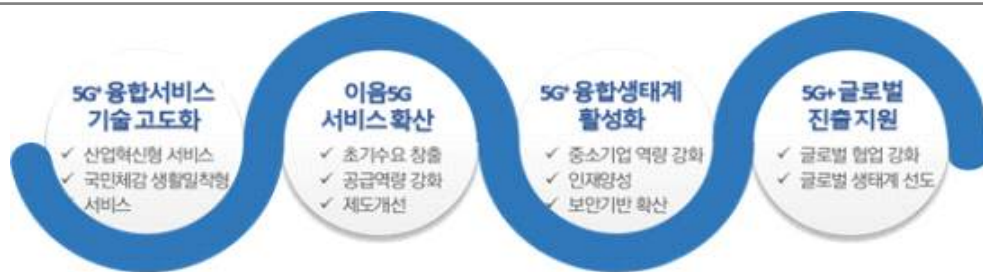 5G⁺ 융합서비스
기술 고도화
✓ 산업혁신형 서비스
✓ 국민체감 생활밀착형
✓ 서비스
이음5G
서비스 확산
✓ 초기수요 창출
✓ 공급역량 강화
✓ 제도개선
5G⁺ 융합생태계
활성화
✓ 중소기업 역량 강화
✓ 인재양성
✓ 보안기반 확산
5G+ 글로벌
진출 지원
✓ 글로벌 협업 강화
✓ 글로벌 생태계 선도